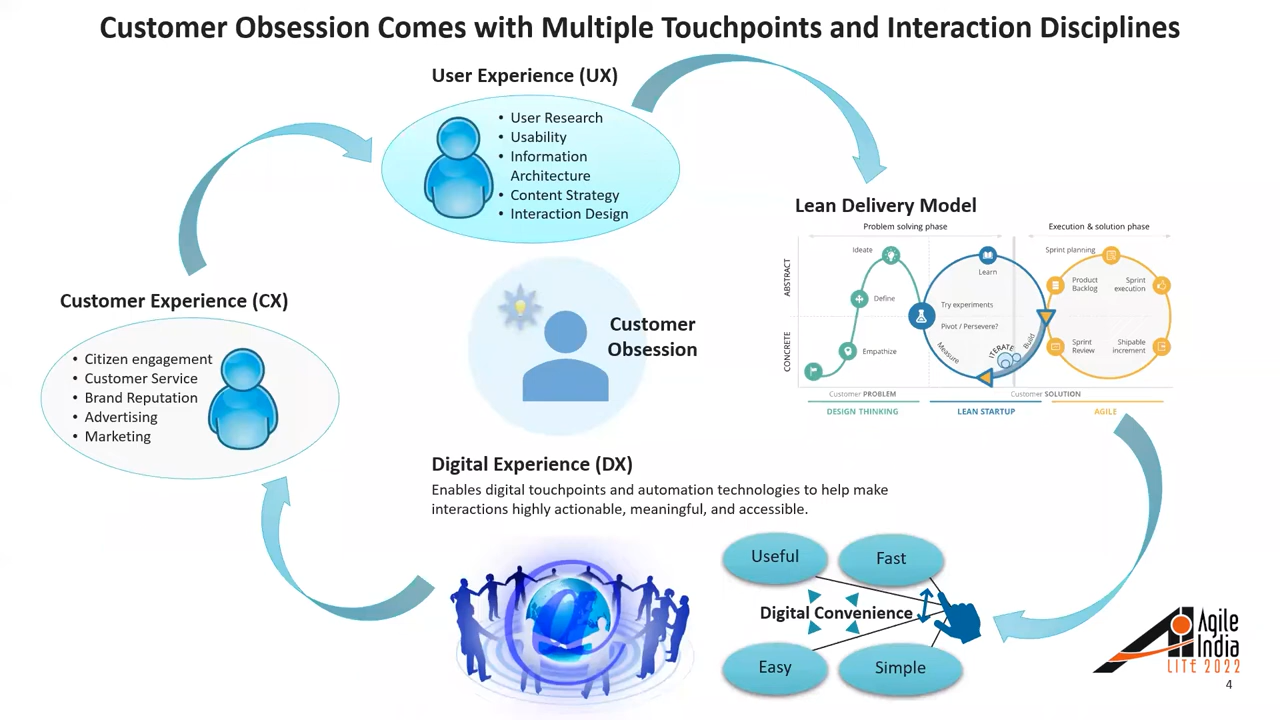 Customer Obsession Comes with Multiple Touchpoints and Interaction Disciplines
User Experience (UX)
• User Research
• Usability
• Information
Architecture
• Content Strategy
• Interaction Design
Lean Delivery Model
Problem solving phase
Execution & solution phase
ABSTRACT
CONCRETE
Ideate
Define
Empathize
Learn
Try experiments
Pivot / Persevere?
Measure
ITERATE
Build
Sprint planning
Product
Backlog
Sprint
execution
Sprint
Review
Shipable
increment
Customer PROBLEM
Customer SOLUTION
DESIGN THINKING
LEAN STARTUP
AGILE
Customer Experience (CX)
• Citizen engagement
• Customer Service
• Brand Reputation
• Advertising
• Marketing
Customer
Obsession
Digital Experience (DX)
Enables digital touchpoints and automation technologies to help make
interactions highly actionable, meaningful, and accessible.
Useful
Fast
Digital Convenience
Easy
Simple
Agile
India
LITE 2022
4